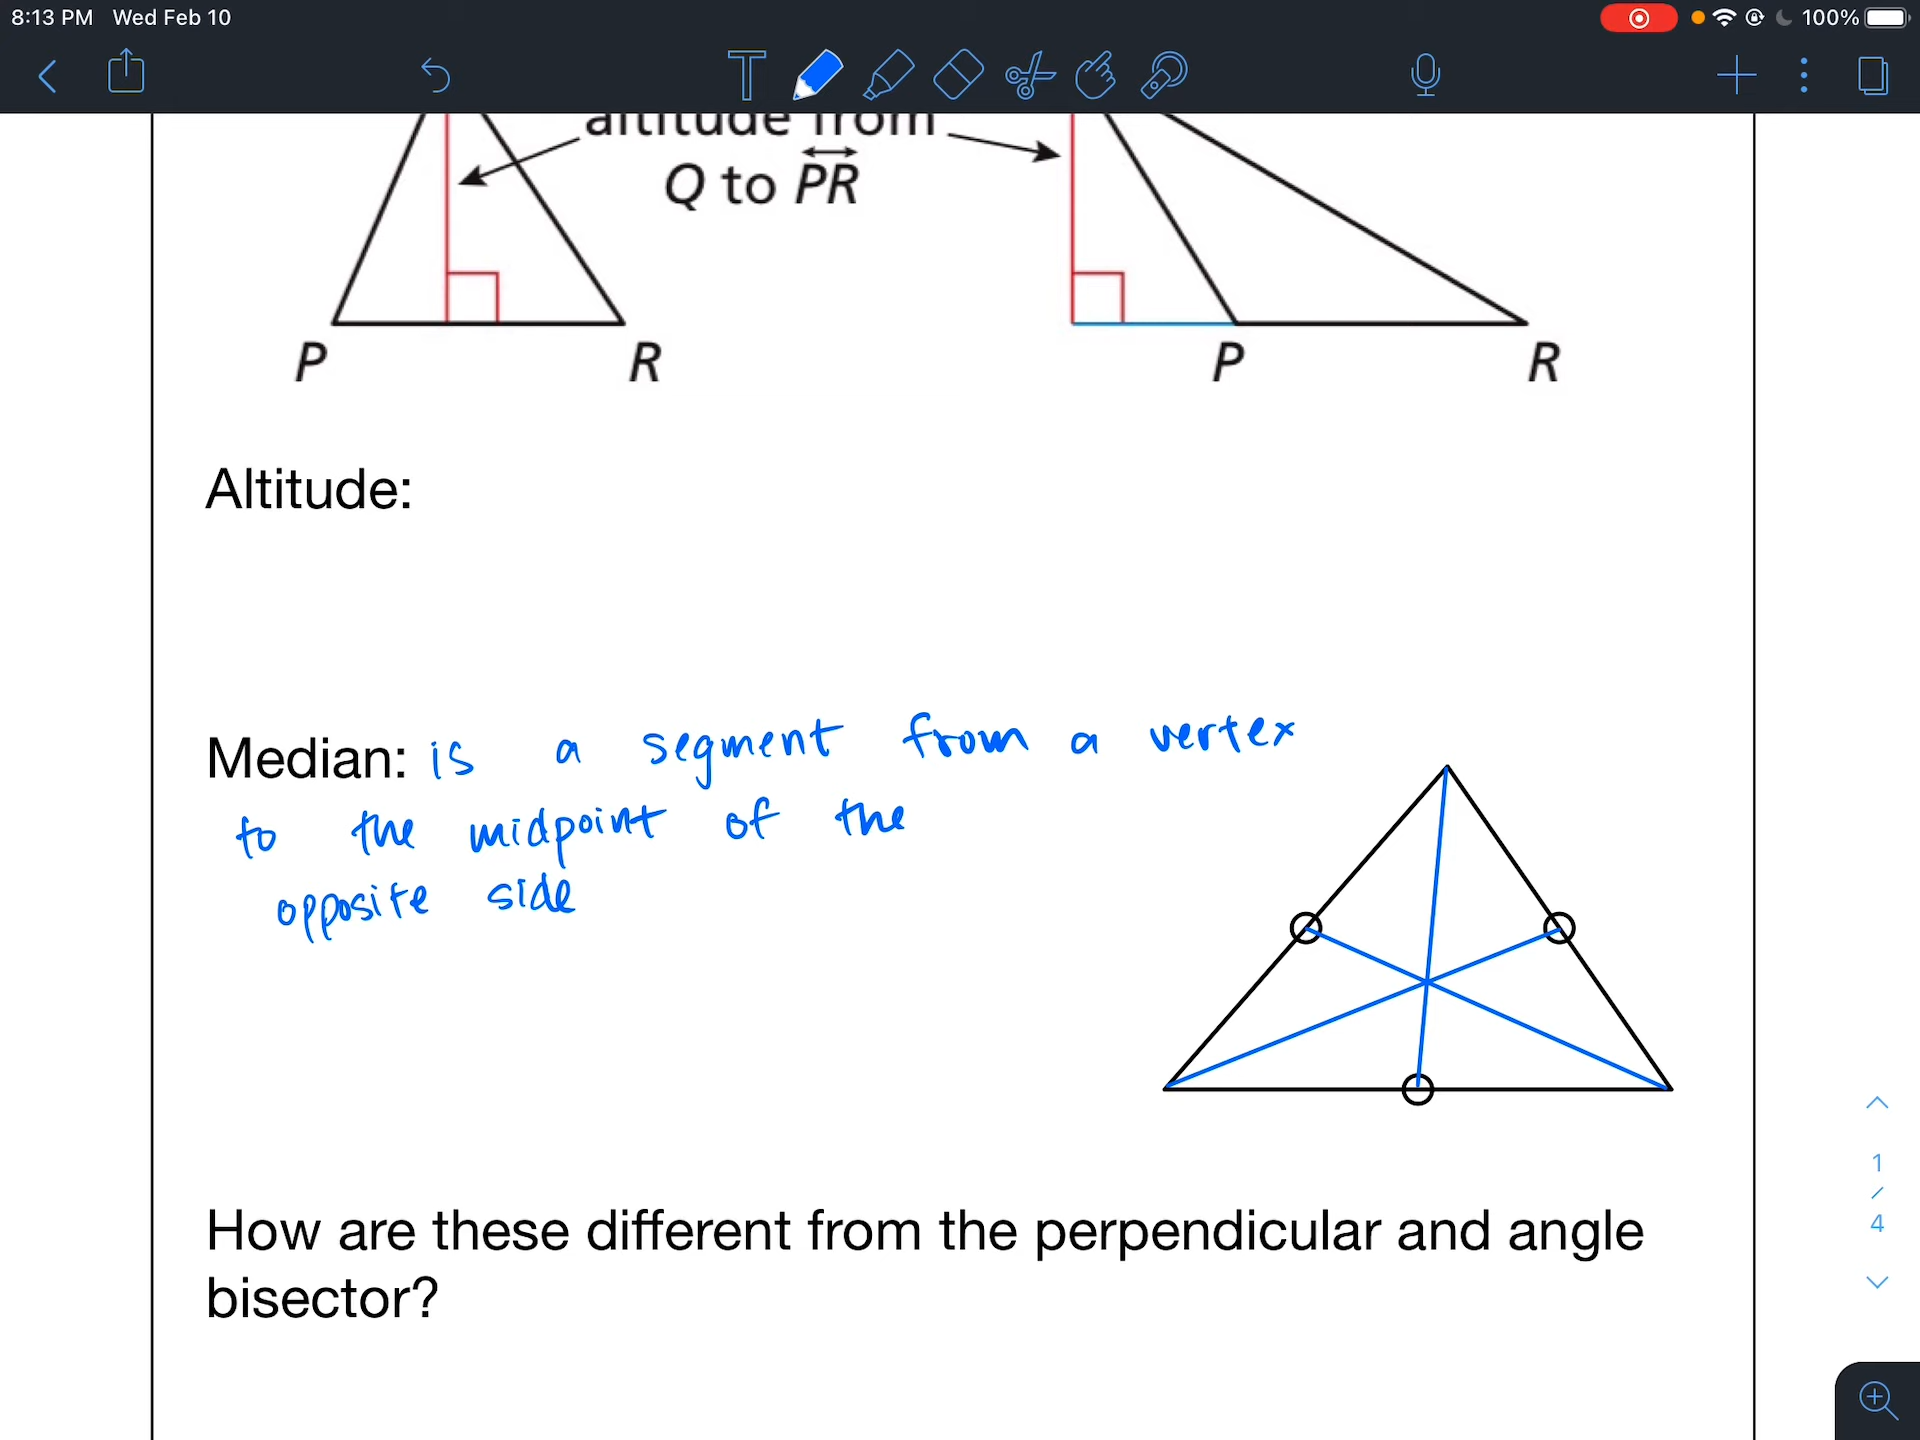 8:13 PM Wed Feb 10
100%
altitude from
Q to PR
P
R
P
R
Altitude:
Median: is a segment from a vertex
to the midpoint of the
opposite side
How are these different from the perpendicular and angle
bisector?
1
/
4